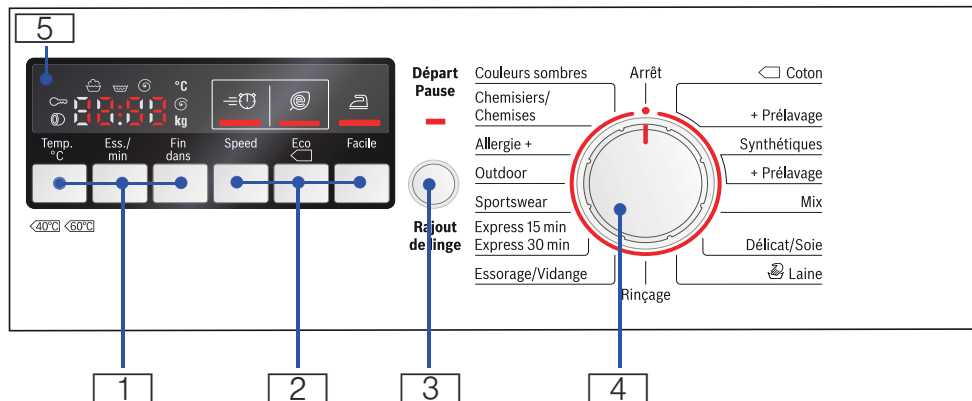 5
°C
18:88
kg
Temp.
°C
Ess./
min
Fin
dans
Speed
Eco
Facile
40°C 60°C
Départ
Pause
Rajout
de linge
Couleurs sombres
Chemisiers/
Chemises
Allergie +
Outdoor
Sportswear
Express 15 min
Express 30 min
Essorage/Vidange
Arrêt
Rinçage
Coton
+ Prélavage
Synthétiques
+ Prélavage
Mix
Délicat/Soie
Laine
1
2
3
4